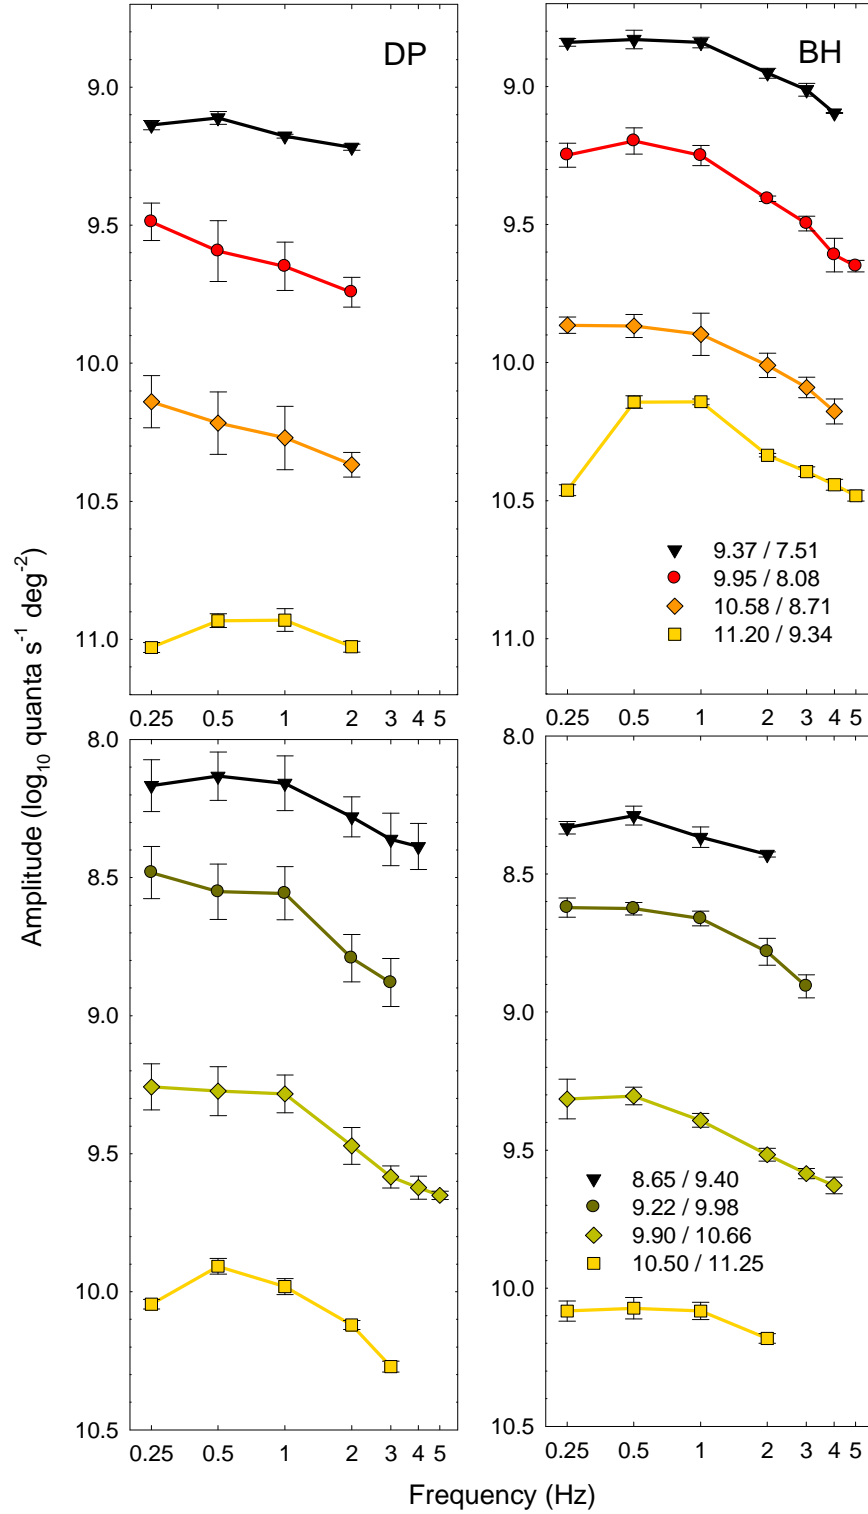 DP
BH
9.0
9.5
10.0
10.5
11.0
9.0
9.5
10.0
10.5
11.0
9.37 / 7.51
9.95 / 8.08
10.58 / 8.71
11.20 / 9.34
0.25 0.5 1 2 3 4 5
0.25 0.5 1 2 3 4 5
Amplitude (log10 quanta s-1 deg-2)
8.0
8.5
9.0
9.5
10.0
10.5
8.0
8.5
9.0
9.5
10.0
10.5
8.65 / 9.40
9.22 / 9.98
9.90 / 10.66
10.50 / 11.25
0.25 0.5 1 2 3 4 5
0.25 0.5 1 2 3 4 5
Frequency (Hz)